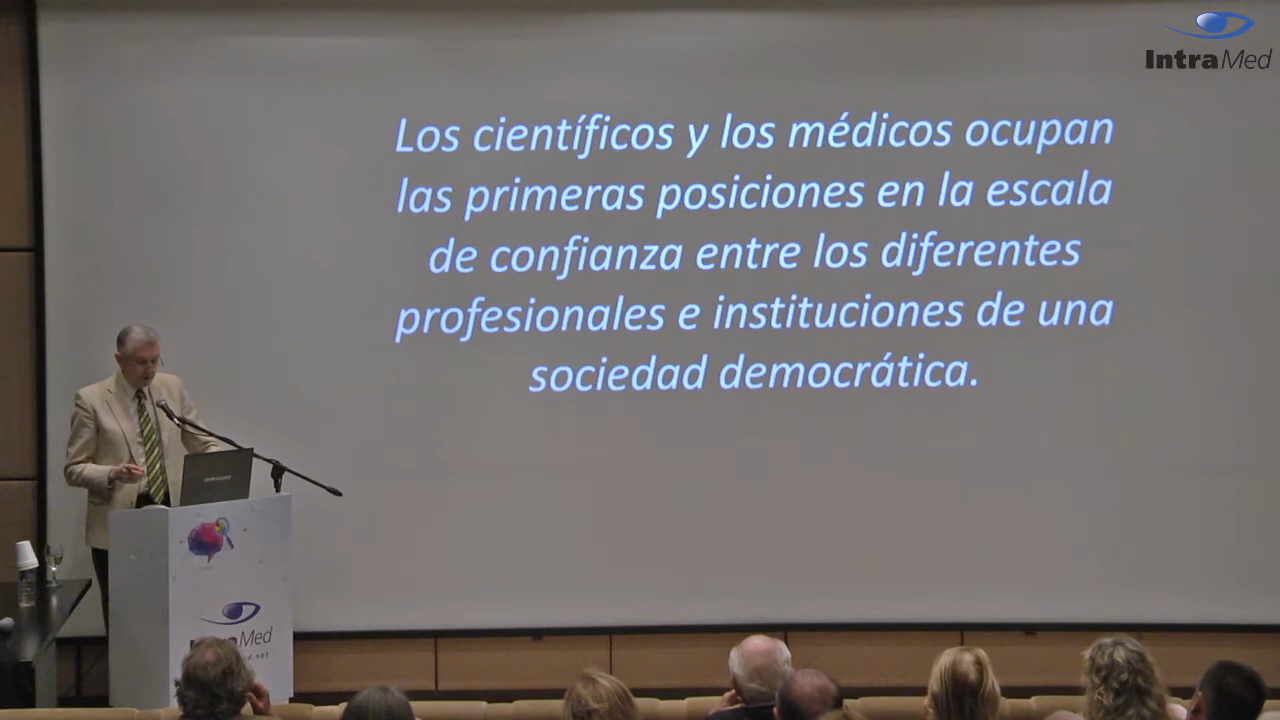 IntraMed
Los científicos y los médicos ocupan
las primeras posiciones en la escala
de confianza entre los diferentes
profesionales e instituciones de una
sociedad democrática.
Med